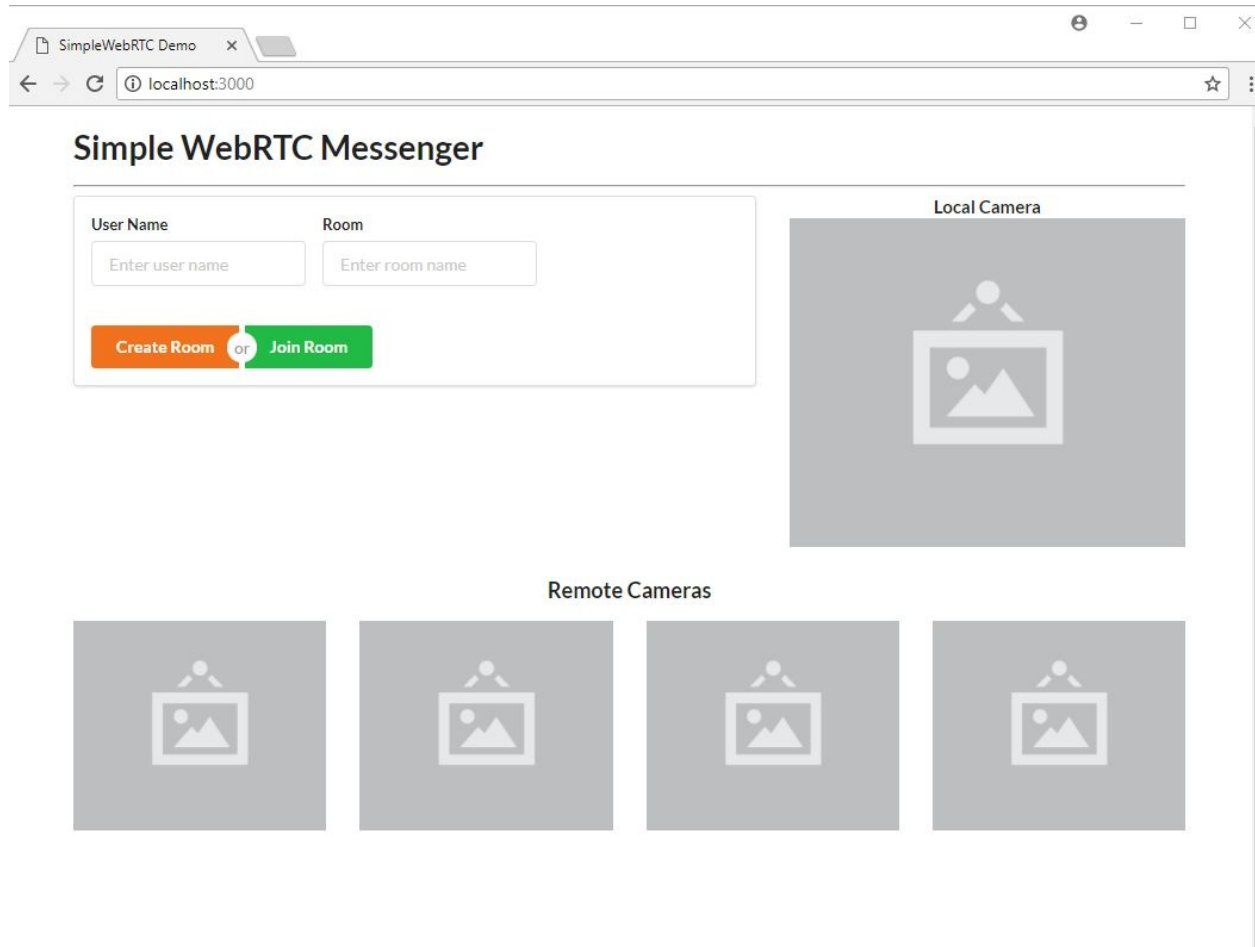 SimpleWebRTC Demo
localhost:3000
Simple WebRTC Messenger
User Name
Room
Enter user name
Enter room name
Create Room or Join Room
Local Camera
Remote Cameras